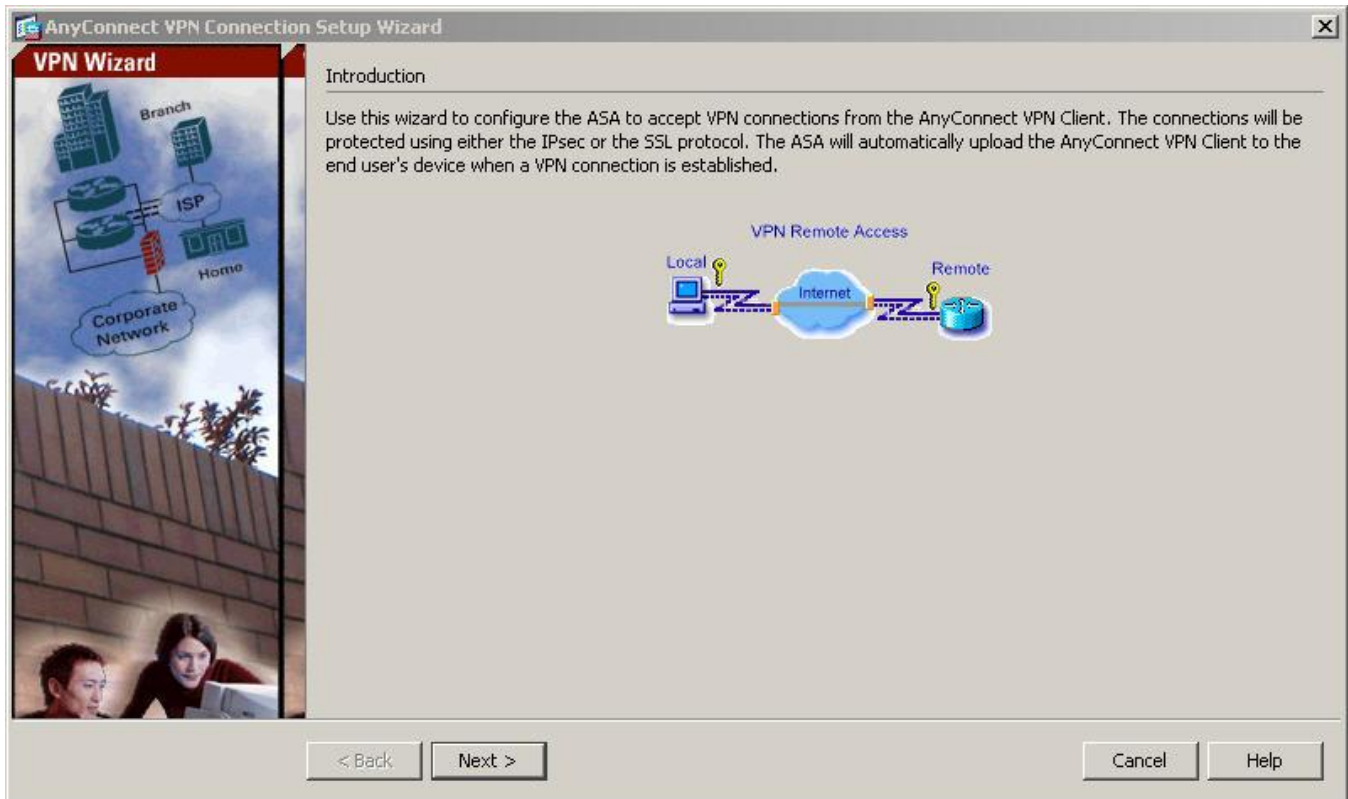 AnyConnect VPN Connection Setup Wizard
VPN Wizard
Branch
ISP
Home
Corporate
Network
Introduction
Use this wizard to configure the ASA to accept VPN connections from the AnyConnect VPN Client. The connections will be
protected using either the IPsec or the SSL protocol. The ASA will automatically upload the AnyConnect VPN Client to the
end user's device when a VPN connection is established.
VPN Remote Access
Local
Internet
Remote
< Back
Next >
Cancel
Help